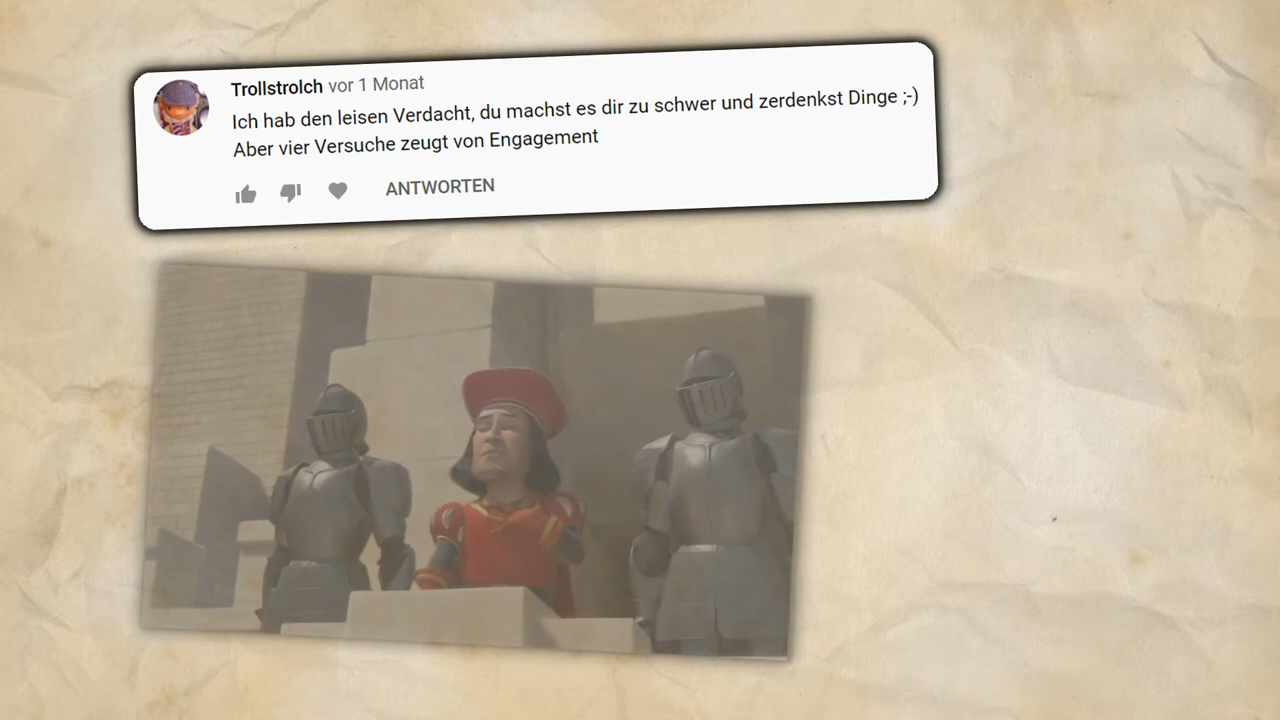 Trollstrolch vor 1 Monat
Ich hab den leisen Verdacht, du machst es dir zu schwer und zerdenkst Dinge ;-)
Aber vier Versuche zeugt von Engagement
ANTWORTEN